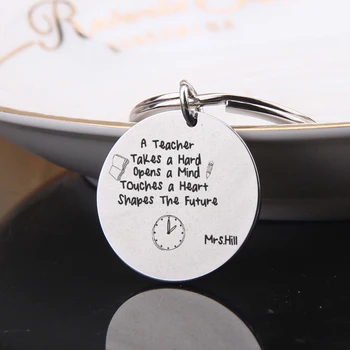 A Teacher
Takes a Hard
Opens a Mind
Touches a Heart
Shapes The Future
Mrs.Hill